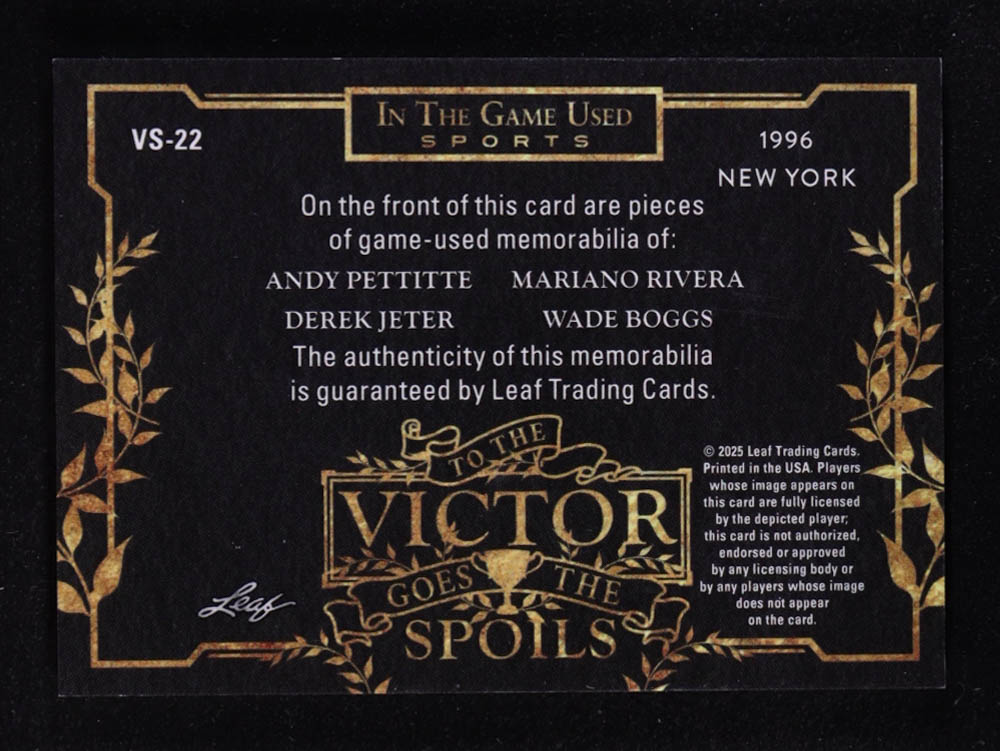 IN THE GAME USED
SPORTS
VS-22
1996
NEW YORK
On the front of this card are pieces
of game-used memorabilia of:
ANDY PETTITTE MARIANO RIVERA
DEREK JETER WADE BOGGS
The authenticity of this memorabilia
is guaranteed by Leaf Trading Cards.
TO THE
VICTOR
GOES THE
SPOILS
Leaf
© 2025 Leaf Trading Cards.
Printed in the USA. Players
whose image appears on
this card are fully licensed
by the depicted player;
this card is not authorized,
endorsed or approved
by any licensing body or
by any players whose image
does not appear
on the card.